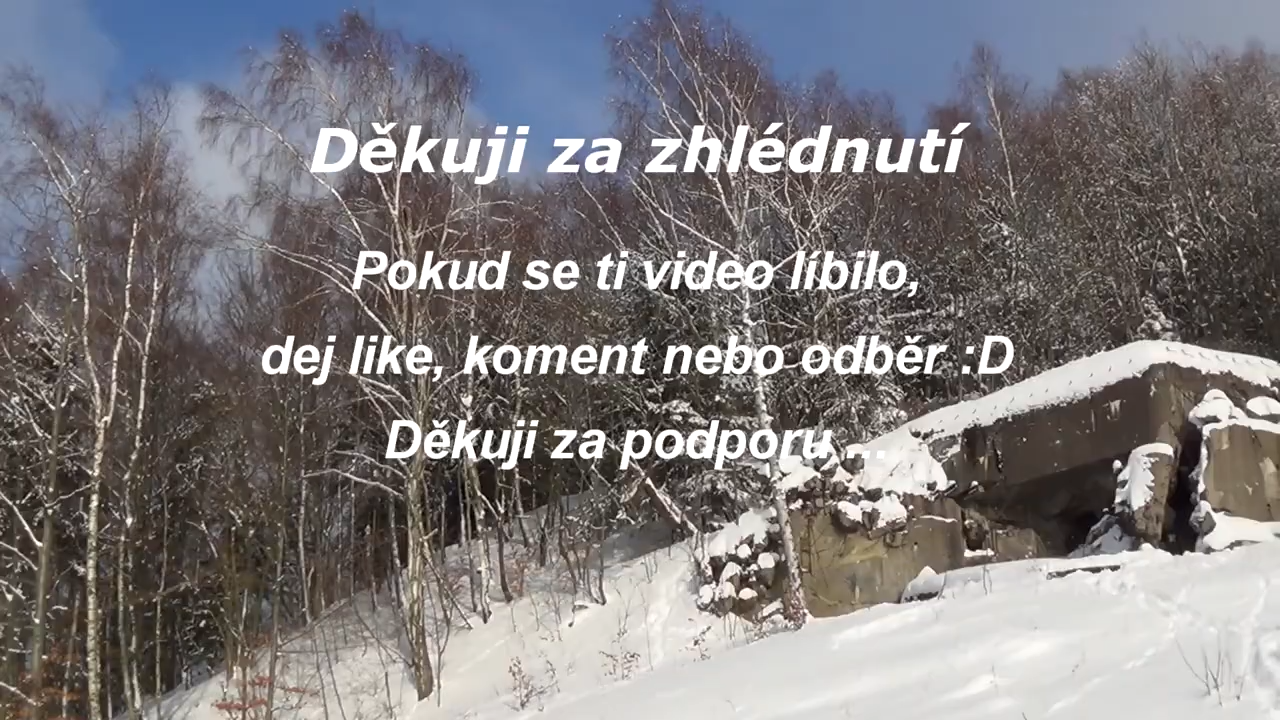 Děkuji za zhlédnutí
Pokud se ti video líbilo,
dej like, koment nebo odběr :D
Děkuji za podporu ...